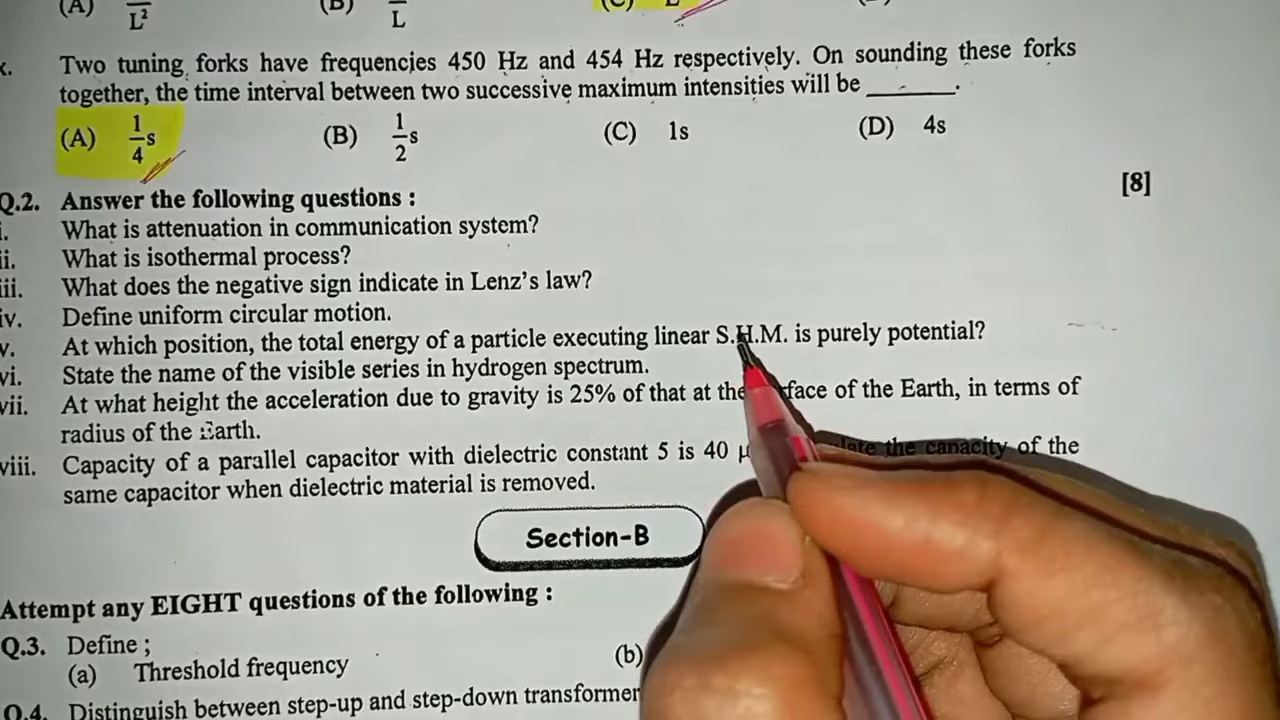 (A) L² (B) L (C) L
x. Two tuning forks have frequencies 450 Hz and 454 Hz respectively. On sounding these forks
together, the time interval between two successive maximum intensities will be ______.
(A) 1/4 s (B) 1/2 s (C) 1s (D) 4s
Q.2. Answer the following questions : [8]
i. What is attenuation in communication system?
ii. What is isothermal process?
iii. What does the negative sign indicate in Lenz's law?
iv. Define uniform circular motion.
v. At which position, the total energy of a particle executing linear S.H.M. is purely potential?
vi. State the name of the visible series in hydrogen spectrum.
vii. At what height the acceleration due to gravity is 25% of that at the face of the Earth, in terms of
radius of the Earth.
viii. Capacity of a parallel capacitor with dielectric constant 5 is 40 μ the capacity of the
same capacitor when dielectric material is removed.
Section-B
Attempt any EIGHT questions of the following :
Q.3. Define ;
(a) Threshold frequency (b)
Q.4. Distinguish between step-up and step-down transformer